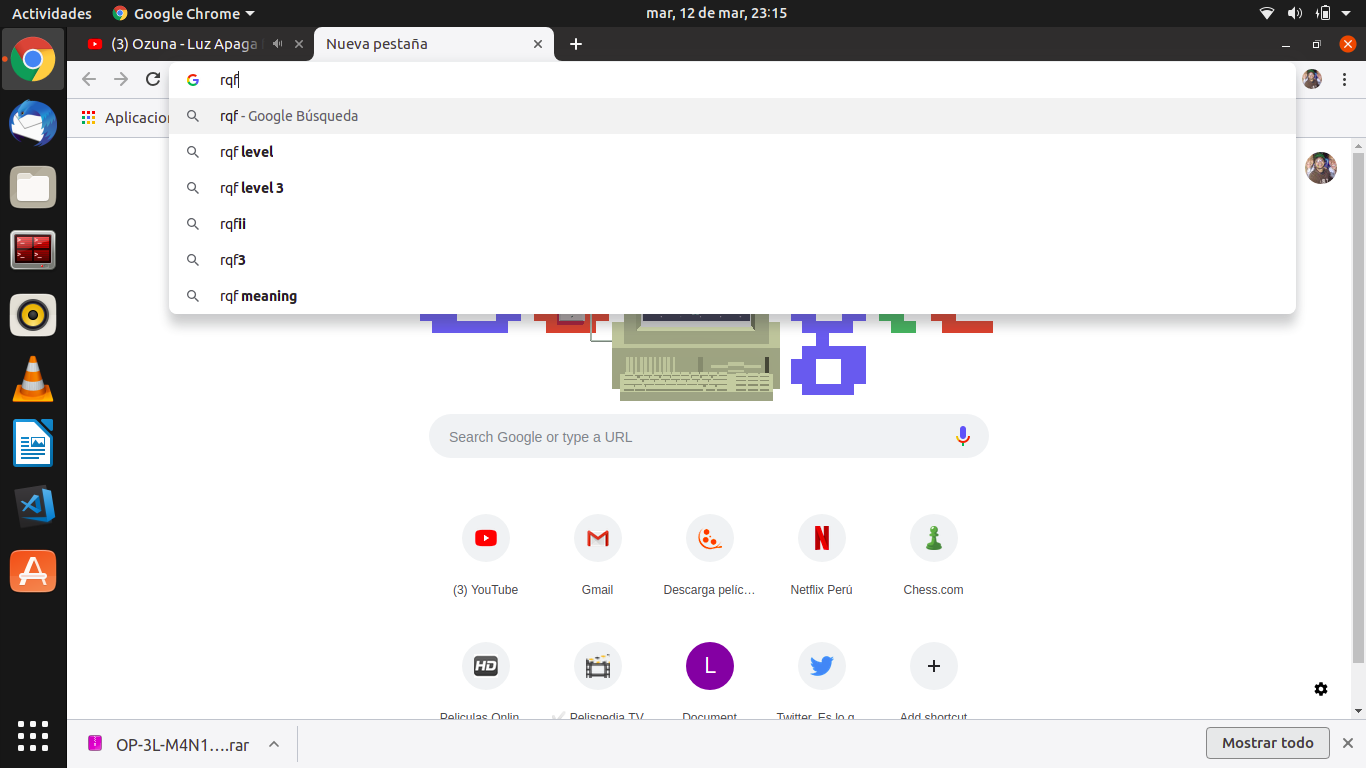 Actividades Google Chrome mar, 12 de mar, 23:15
(3) Ozuna - Luz Apaga Nueva pestaña
rqf
Aplicacion
rqf - Google Búsqueda
rqf level
rqf level 3
rqfii
rqf3
rqf meaning
Search Google or type a URL
(3) YouTube Gmail Descarga pelíc… Netflix Perú Chess.com
HD L
Peliculas Onlin Pelispedia TV Document Twitter. Es lo q Add shortcut
OP-3L-M4N1….rar Mostrar todo